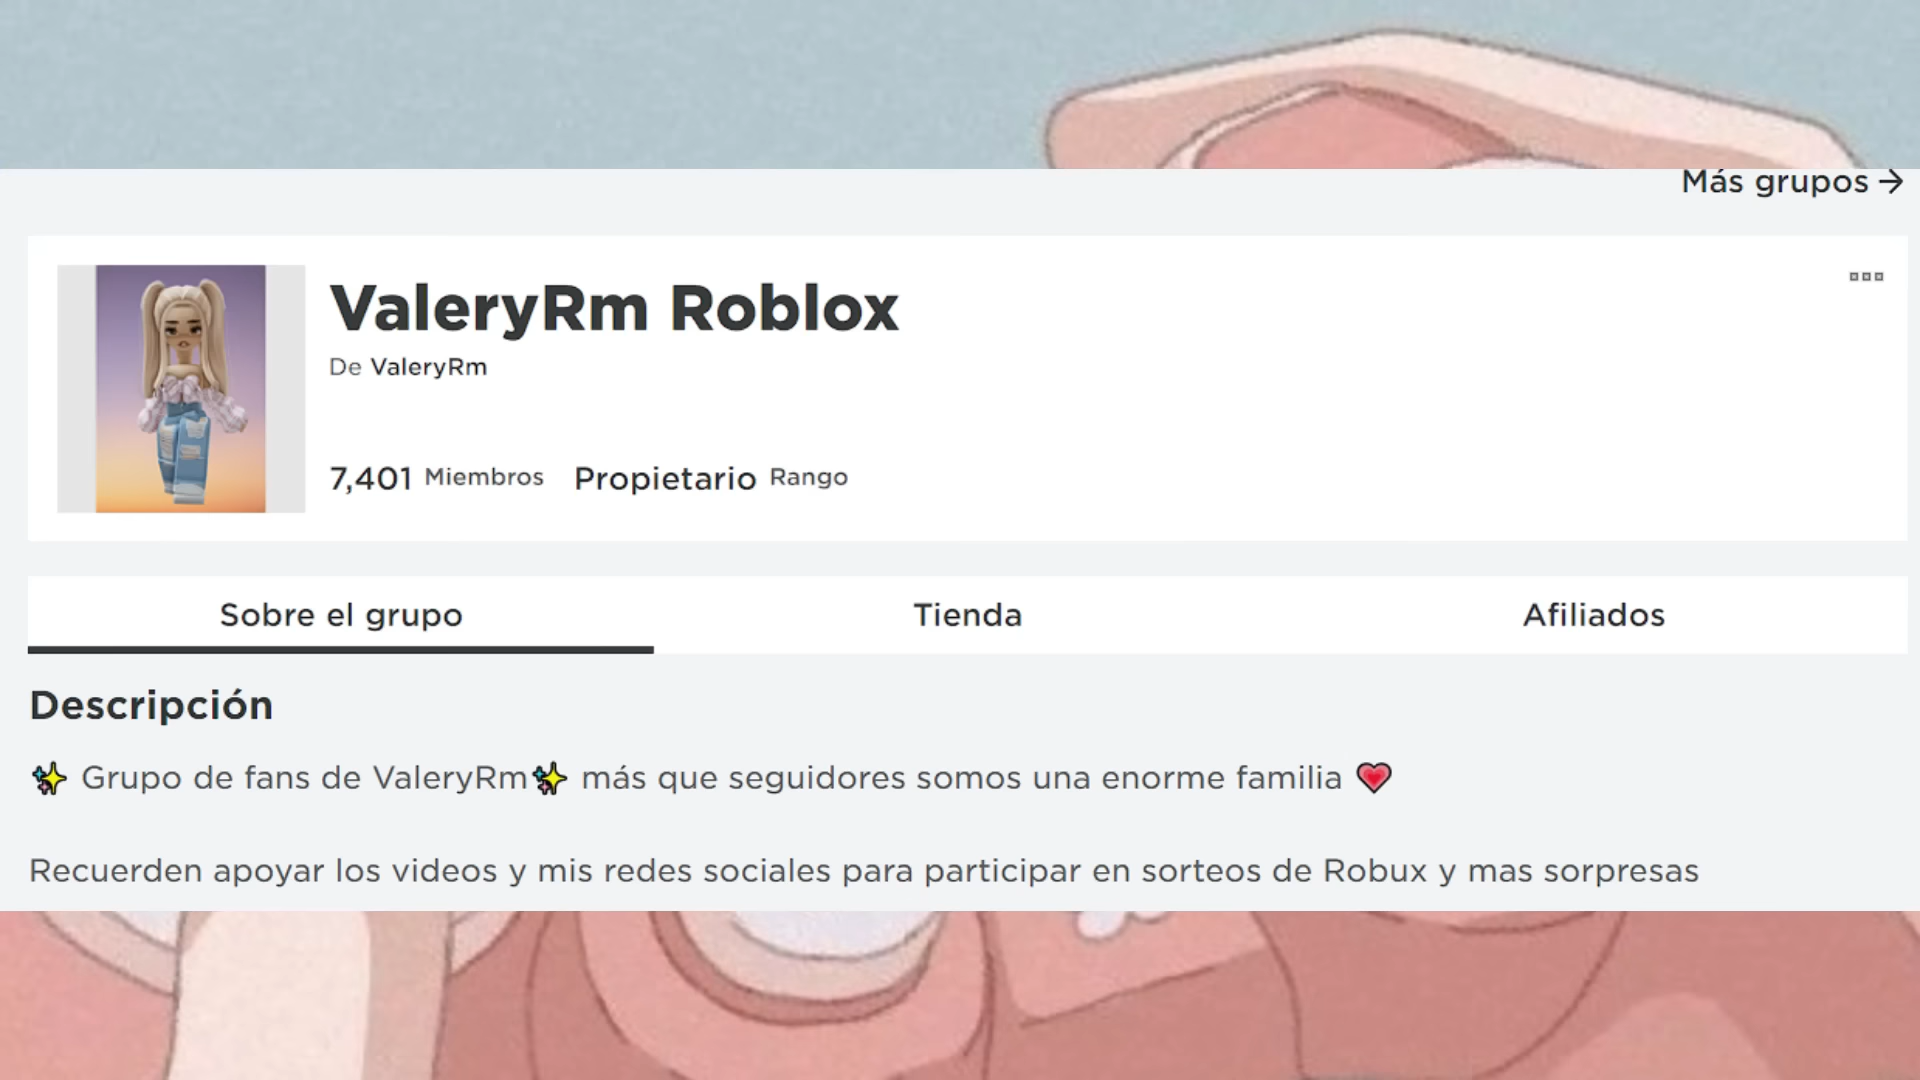 Más grupos →
ValeryRm Roblox
De ValeryRm
7,401 Miembros Propietario Rango
Sobre el grupo Tienda Afiliados
Descripción
✨ Grupo de fans de ValeryRm✨ más que seguidores somos una enorme familia 💗
Recuerden apoyar los videos y mis redes sociales para participar en sorteos de Robux y mas sorpresas